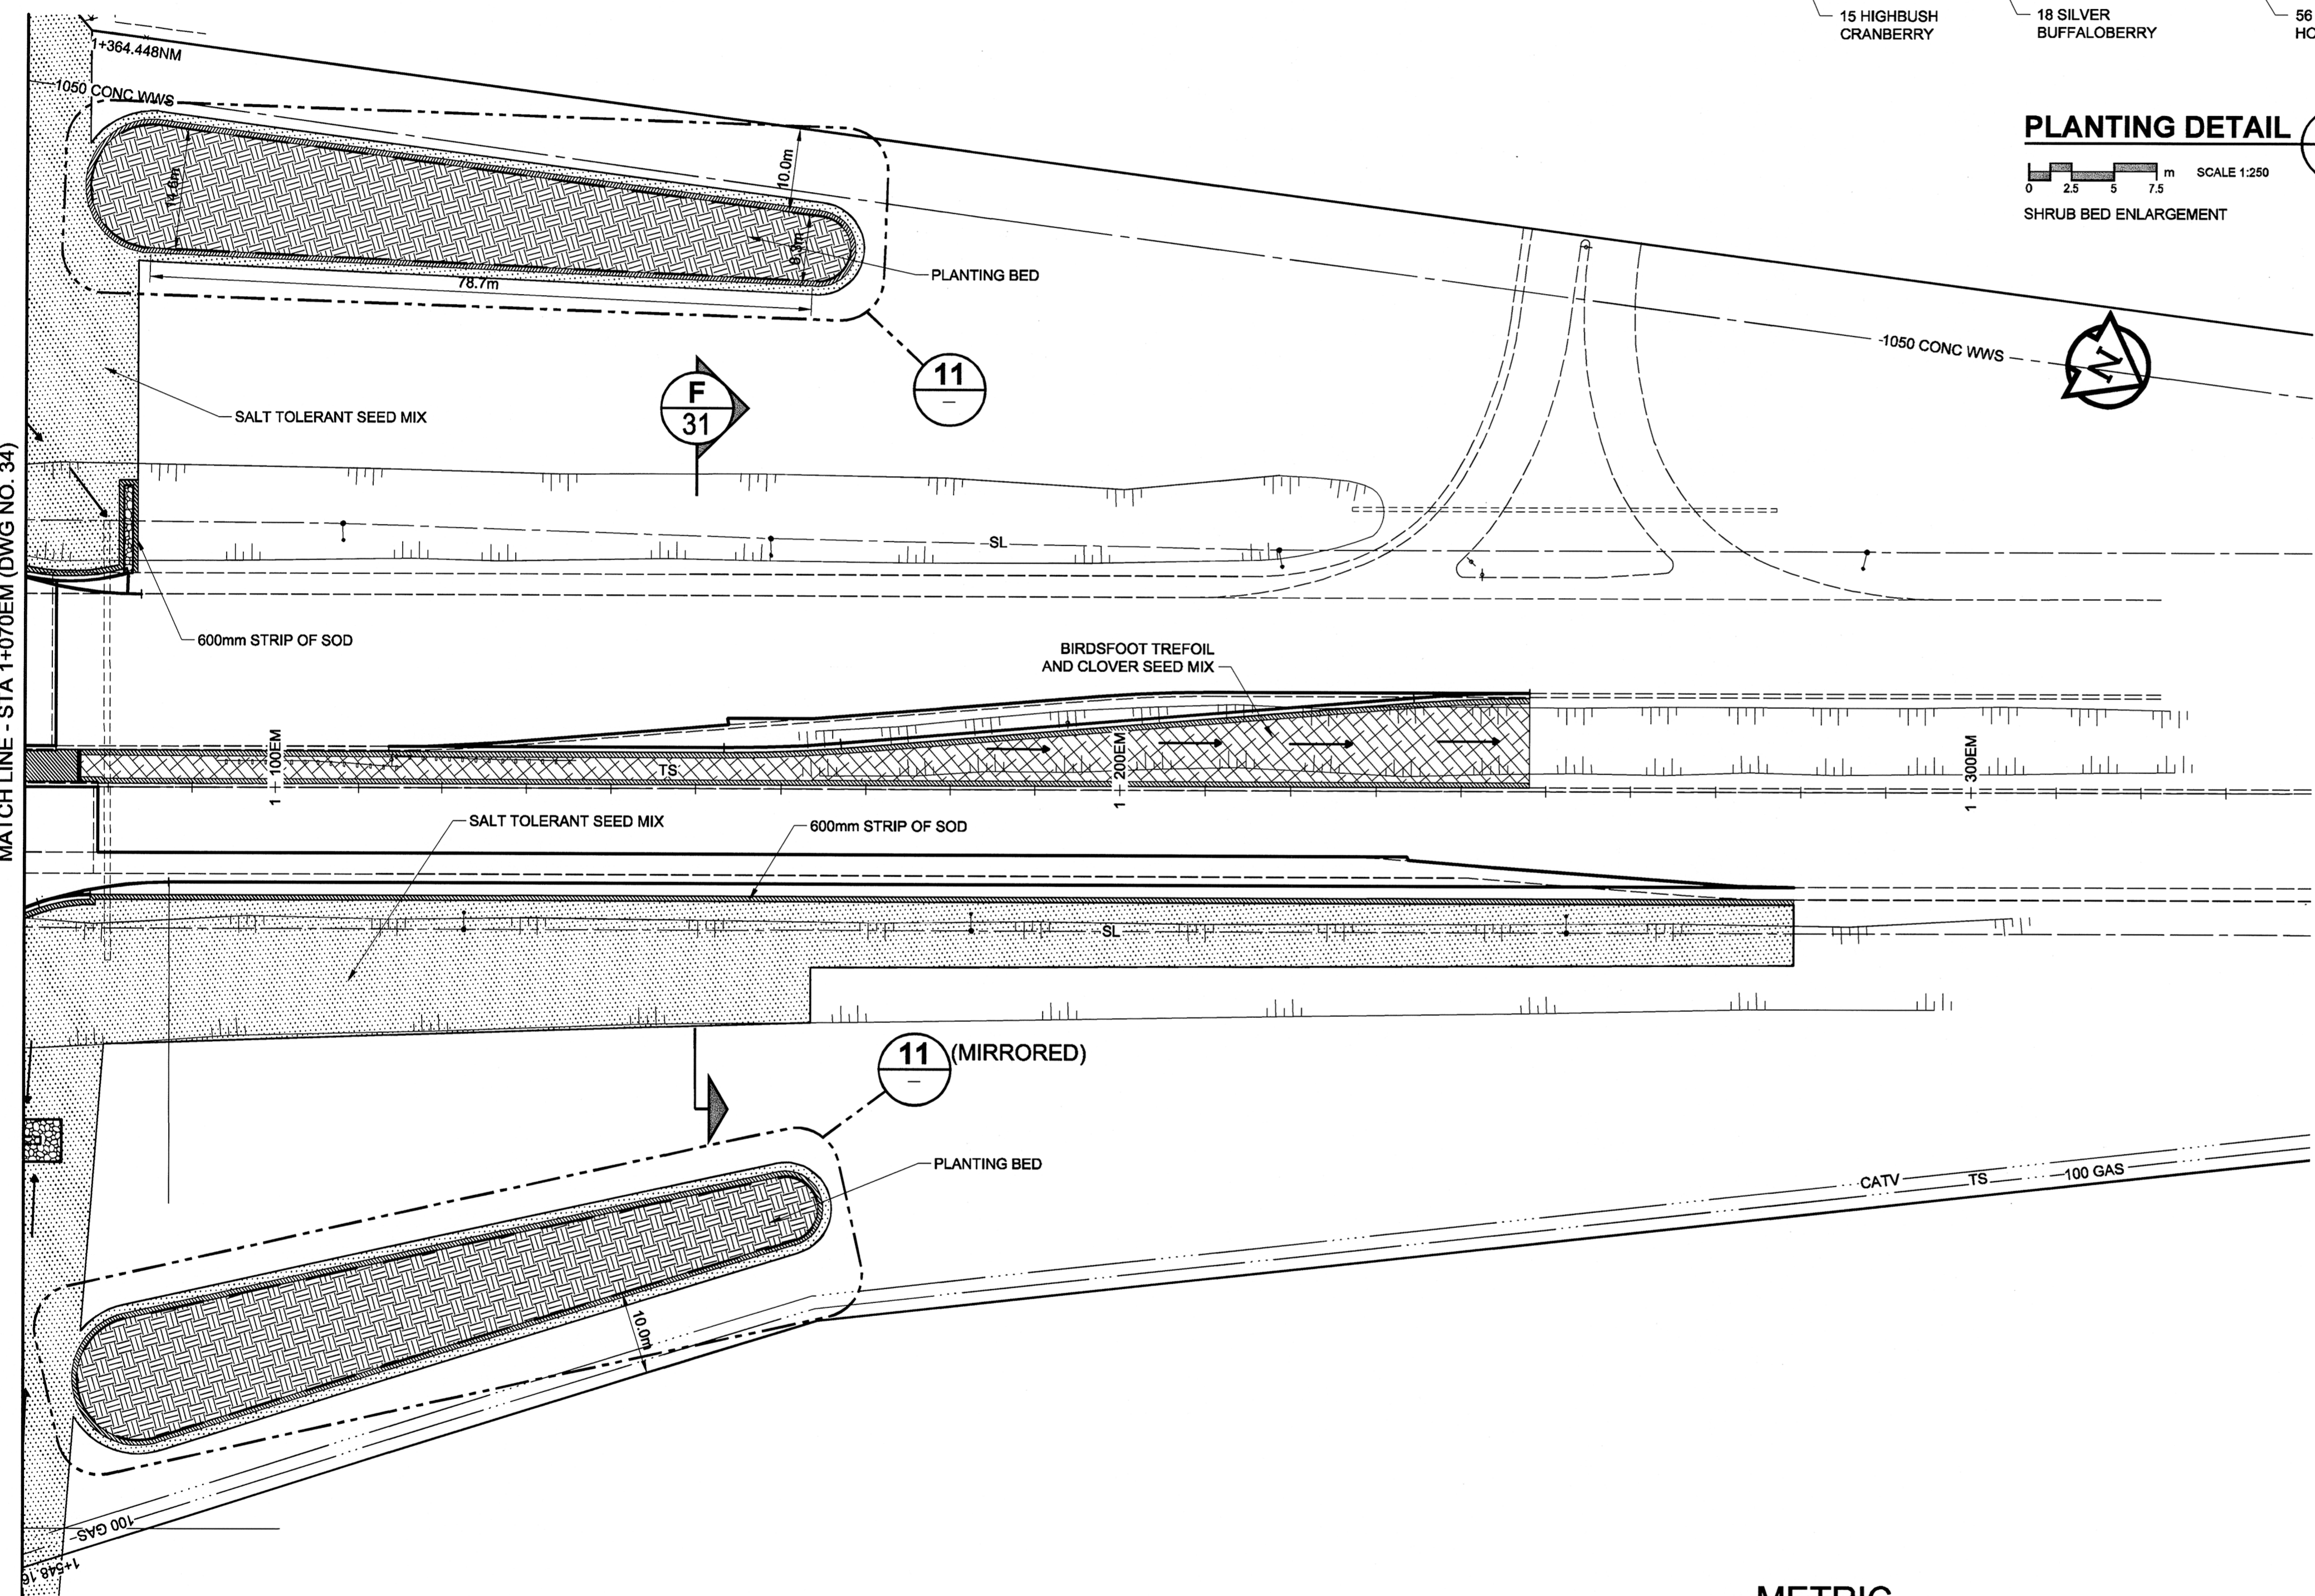 15 HIGHBUSH
CRANBERRY
18 SILVER
BUFFALOBERRY
56
1+364.448NM
1050 CONC WWS
PLANTING DETAIL
0 2.5 5 7.5 m SCALE 1:250
SHRUB BED ENLARGEMENT
14.6m
10.0m
8.3m
78.7m
PLANTING BED
11
–
F
31
SALT TOLERANT SEED MIX
1050 CONC WWS
N
MATCH LINE - STA 1+070EM (DWG NO. 34)
SL
600mm STRIP OF SOD
BIRDSFOOT TREFOIL
AND CLOVER SEED MIX
TS
1 100EM
1 200EM
1 300EM
SALT TOLERANT SEED MIX
600mm STRIP OF SOD
SL
11
–
(MIRRORED)
PLANTING BED
10.0m
CATV
TS
100 GAS
100 GAS
1+548.16
METRIC